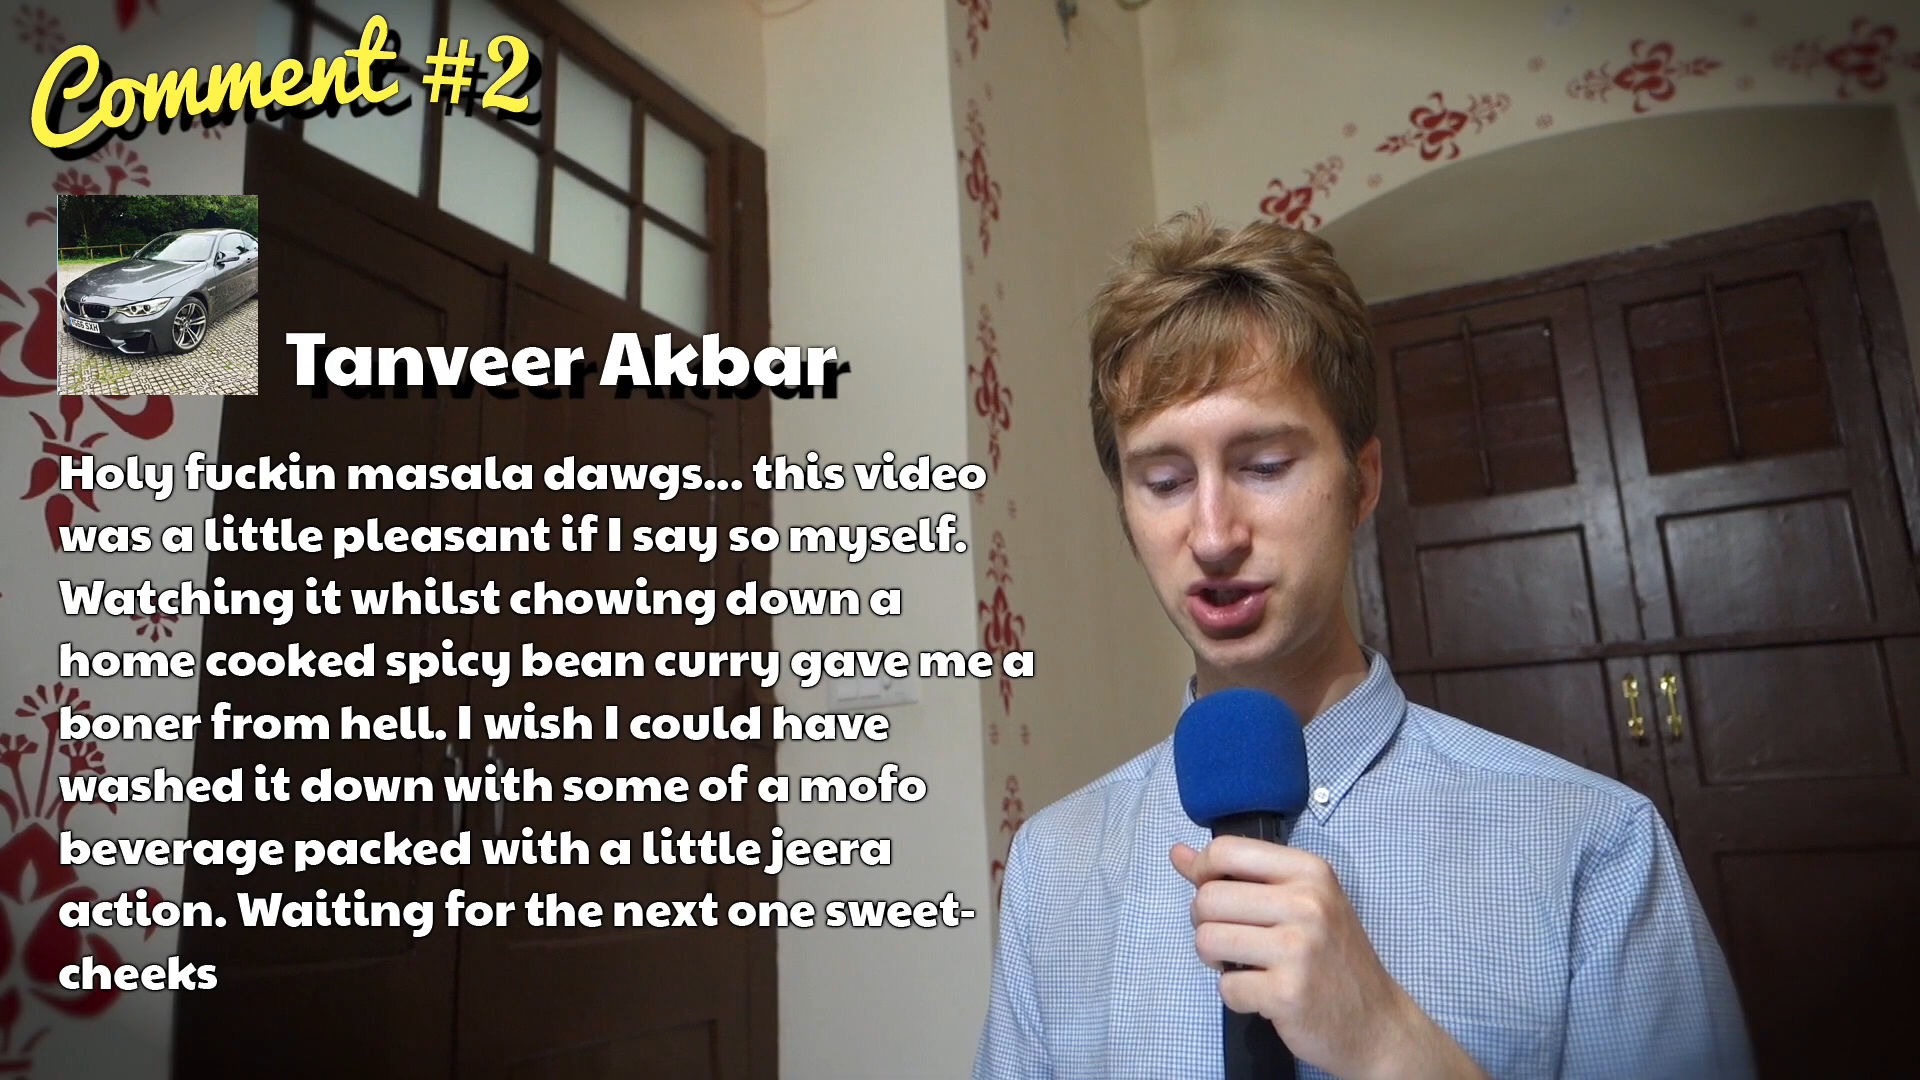 Comment #2
Tanveer Akbar
Holy fuckin masala dawgs... this video
was a little pleasant if I say so myself.
Watching it whilst chowing down a
home cooked spicy bean curry gave me a
boner from hell. I wish I could have
washed it down with some of a mofo
beverage packed with a little jeera
action. Waiting for the next one sweet-
cheeks